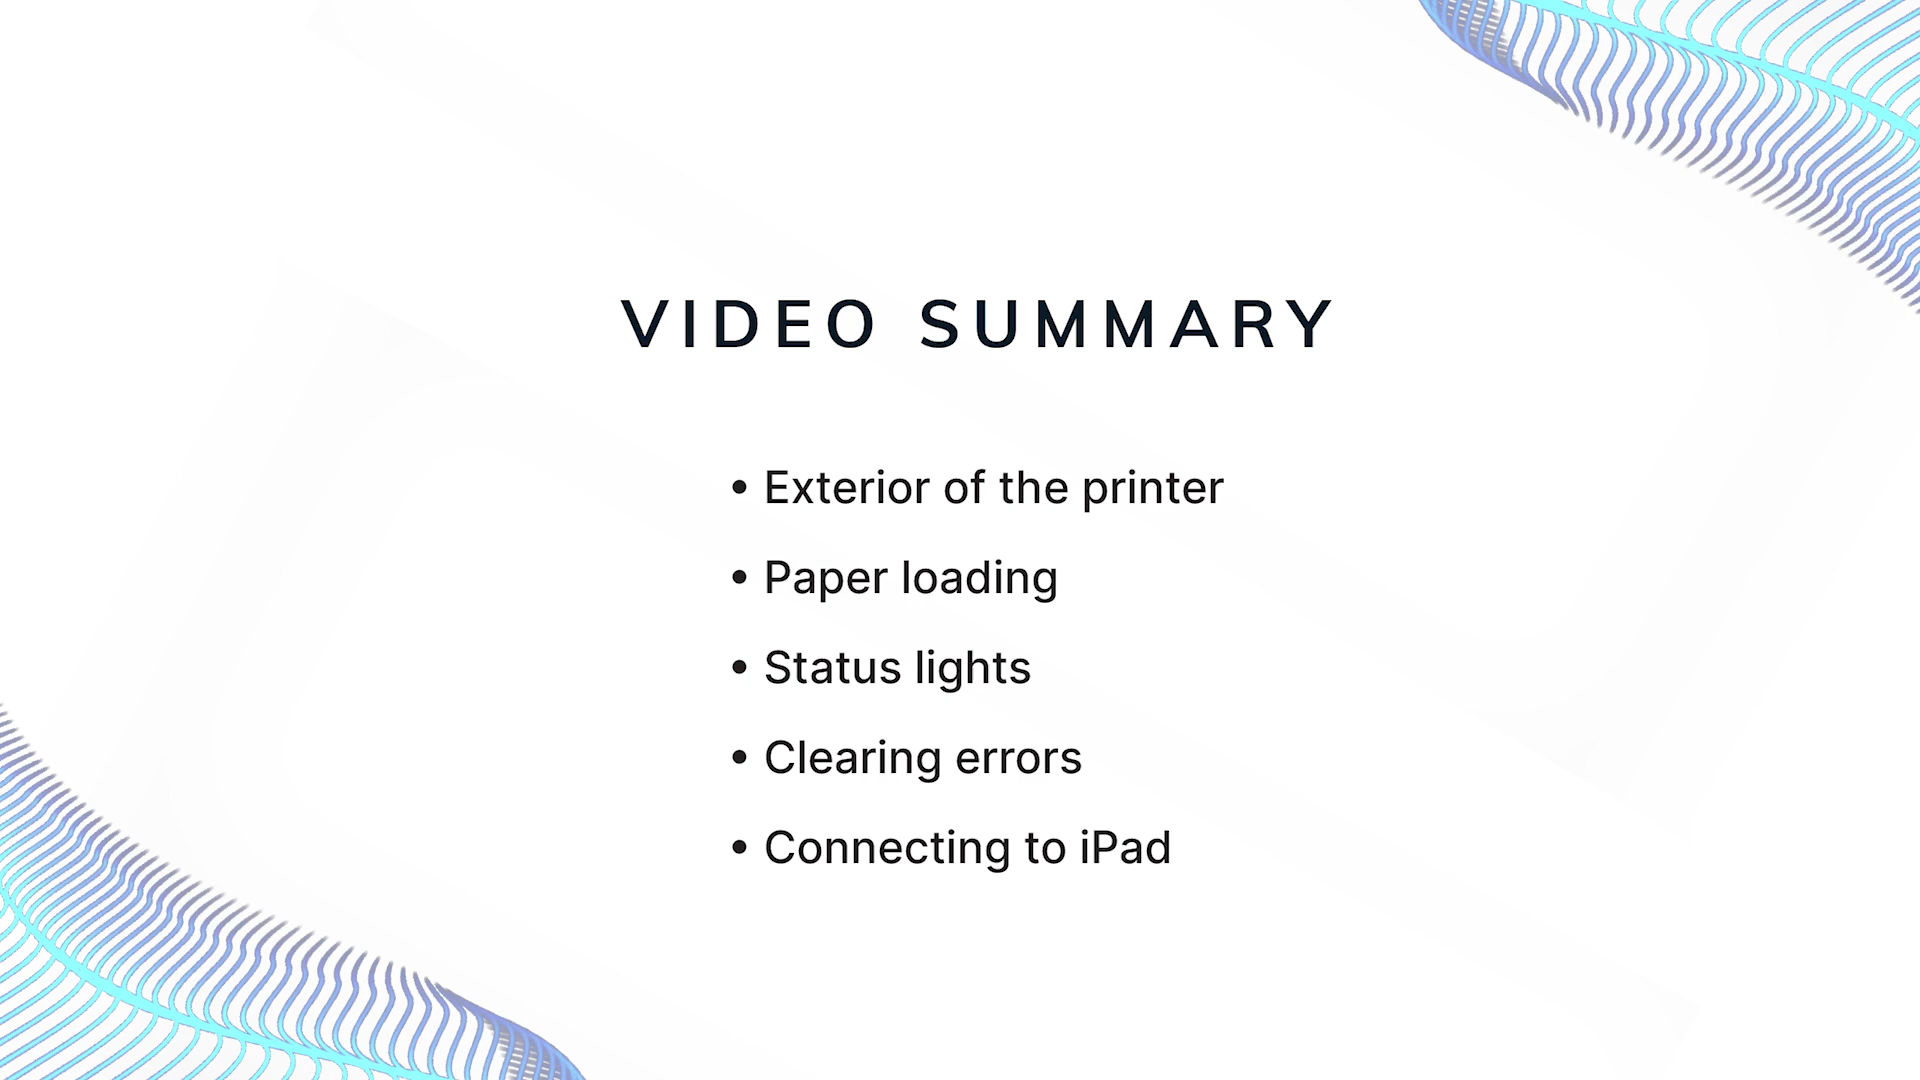 VIDEO SUMMARY
• Exterior of the printer
• Paper loading
• Status lights
• Clearing errors
• Connecting to iPad